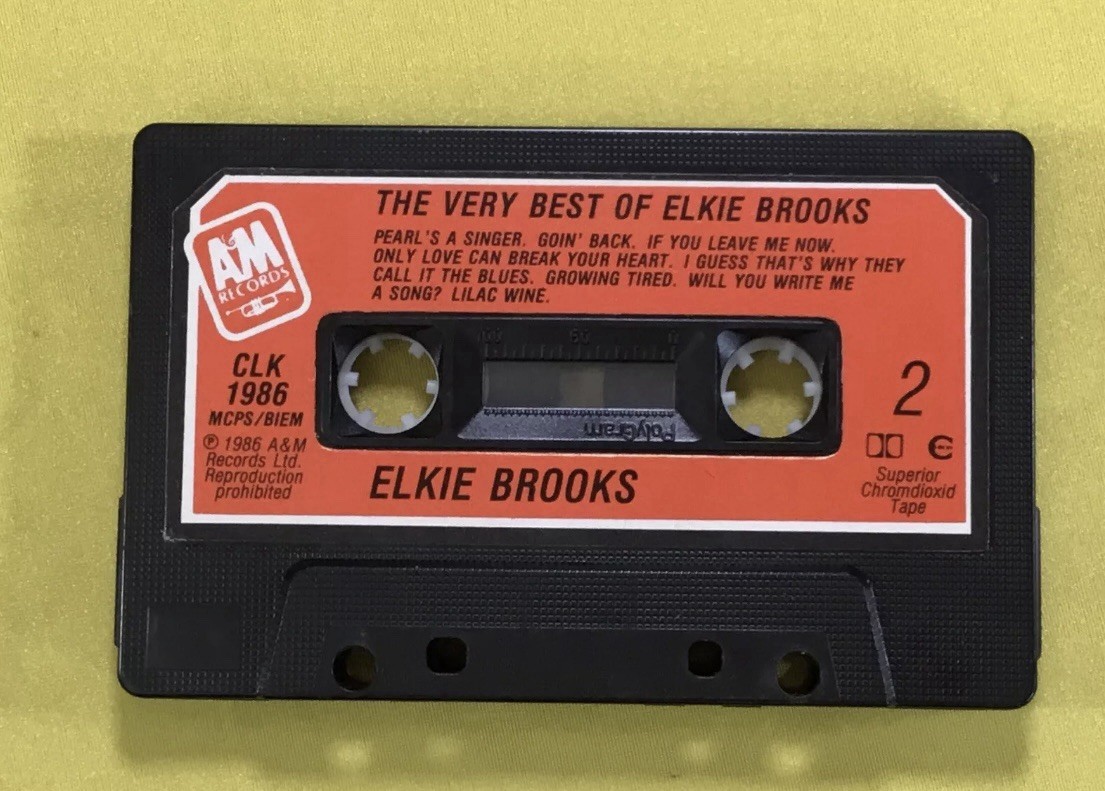 THE VERY BEST OF ELKIE BROOKS
PEARL'S A SINGER. GOIN' BACK. IF YOU LEAVE ME NOW.
ONLY LOVE CAN BREAK YOUR HEART. I GUESS THAT'S WHY THEY
CALL IT THE BLUES. GROWING TIRED. WILL YOU WRITE ME
A SONG? LILAC WINE.
A&M
RECORDS
CLK
1986
MCPS/BIEM
℗ 1986 A&M
Records Ltd.
Reproduction
prohibited
100 50 0
PolyGram
2
Superior
Chromdioxid
Tape
ELKIE BROOKS